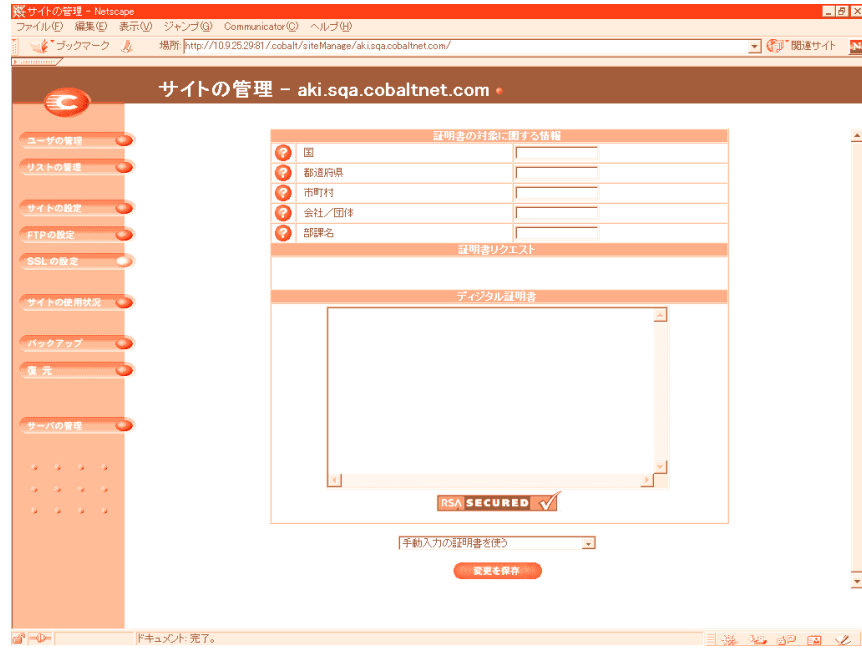 サイトの管理 - Netscape
ファイル(F) 編集(E) 表示(V) ジャンプ(G) Communicator(C) ヘルプ(H)
ブックマーク 場所: http://10.9.25.29:81/.cobalt/siteManage/aki.sqa.cobaltnet.com/ 関連サイト N
サイトの管理 – aki.sqa.cobaltnet.com
ユーザの管理
リストの管理
サイトの設定
FTPの設定
SSL の設定
サイトの使用状況
バックアップ
復 元
サーバの管理
証明書の対象に関する情報
? 国
? 都道府県
? 市町村
? 会社/団体
? 部課名
証明書リクエスト
ディジタル証明書
RSA SECURED
手動入力の証明書を使う
変更を保存
ドキュメント: 完了。